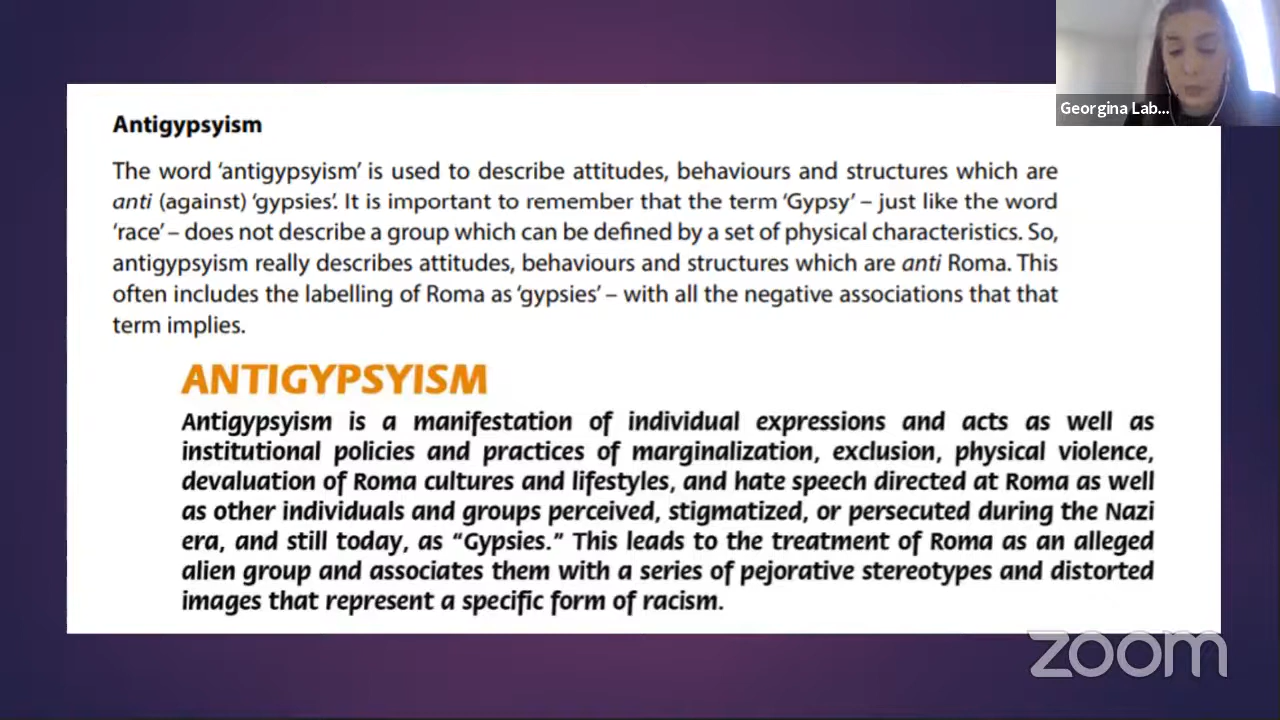 Antigypsyism
The word ‘antigypsyism’ is used to describe attitudes, behaviours and structures which are
anti (against) ‘gypsies’. It is important to remember that the term ‘Gypsy’ – just like the word
‘race’ – does not describe a group which can be defined by a set of physical characteristics. So,
antigypsyism really describes attitudes, behaviours and structures which are anti Roma. This
often includes the labelling of Roma as ‘gypsies’ – with all the negative associations that that
term implies.
ANTIGYPSYISM
Antigypsyism is a manifestation of individual expressions and acts as well as
institutional policies and practices of marginalization, exclusion, physical violence,
devaluation of Roma cultures and lifestyles, and hate speech directed at Roma as well
as other individuals and groups perceived, stigmatized, or persecuted during the Nazi
era, and still today, as “Gypsies.” This leads to the treatment of Roma as an alleged
alien group and associates them with a series of pejorative stereotypes and distorted
images that represent a specific form of racism.
Georgina Lab...
zoom